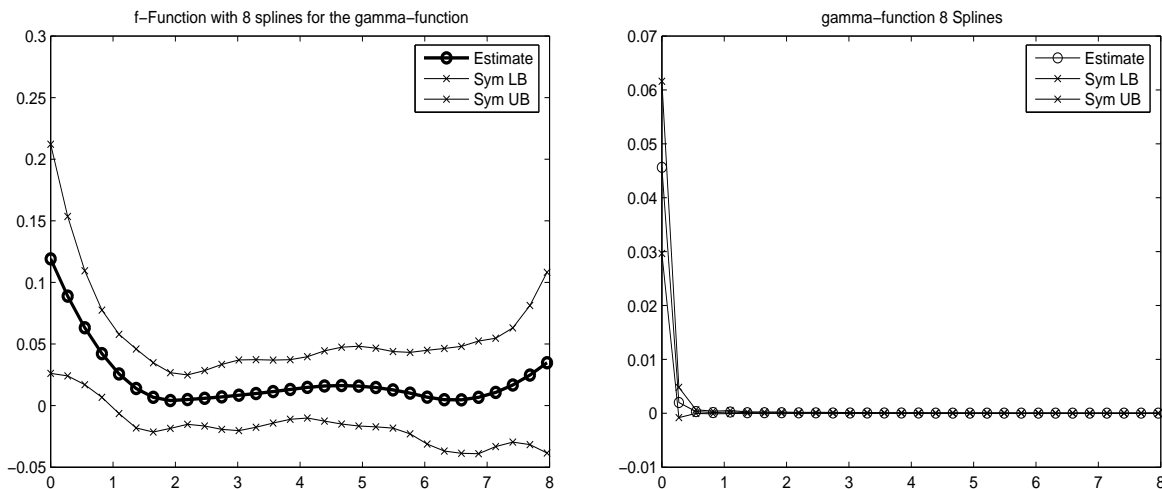 f−Function with 8 splines for the gamma−function
0.3
0.25
0.2
0.15
0.1
0.05
0
−0.05
0 1 2 3 4 5 6 7 8
Estimate
Sym LB
Sym UB
gamma−function 8 Splines
0.07
0.06
0.05
0.04
0.03
0.02
0.01
0
−0.01
0 1 2 3 4 5 6 7 8
Estimate
Sym LB
Sym UB